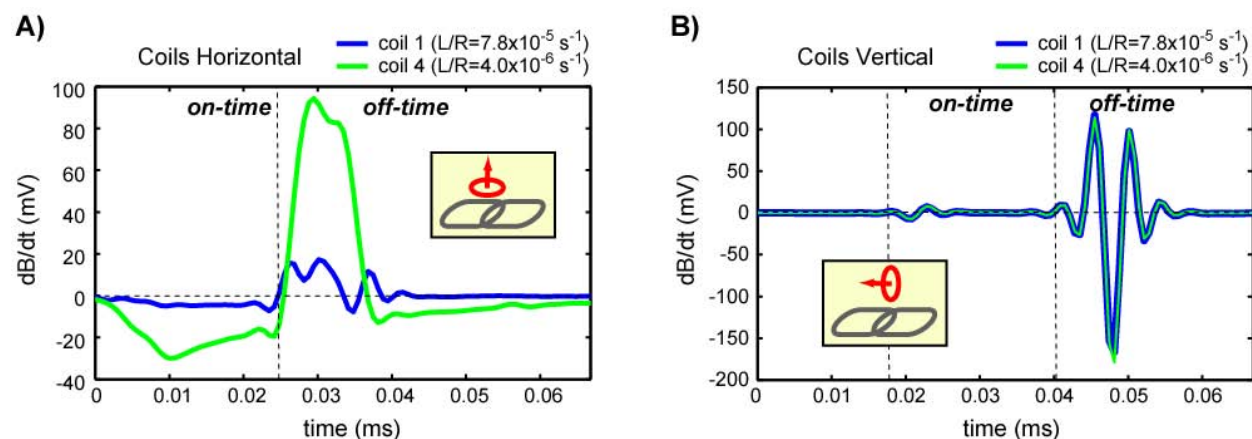 A)
Coils Horizontal
coil 1 (L/R=7.8x10-5 s-1)
coil 4 (L/R=4.0x10-6 s-1)
on-time
off-time
100
80
60
40
20
0
-20
-40
dB/dt (mV)
0
0.01
0.02
0.03
0.04
0.05
0.06
time (ms)
B)
Coils Vertical
coil 1 (L/R=7.8x10-5 s-1)
coil 4 (L/R=4.0x10-6 s-1)
on-time
off-time
150
100
50
0
-50
-100
-150
-200
dB/dt (mV)
0
0.01
0.02
0.03
0.04
0.05
0.06
time (ms)